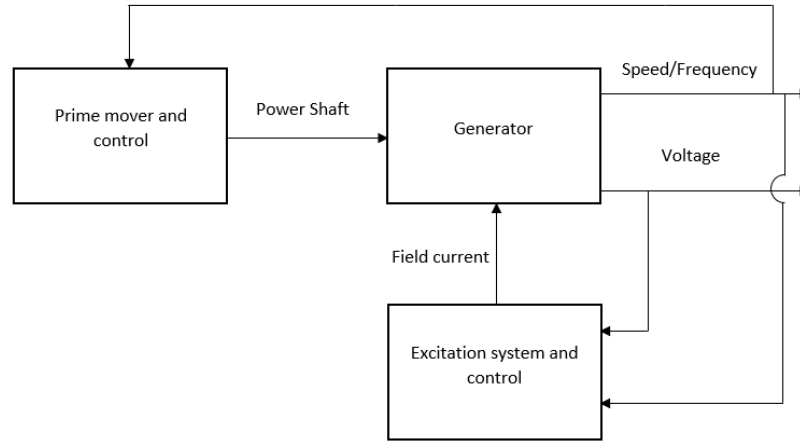 Speed/Frequency
Prime mover and
control
Power Shaft
Generator
Voltage
Field current
Excitation system and
control